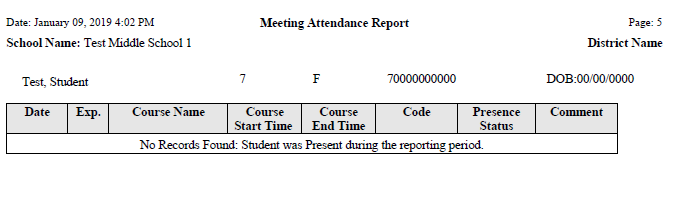 Date: January 09, 2019 4:02 PM Meeting Attendance Report Page: 5
School Name: Test Middle School 1 District Name
Test, Student 7 F 70000000000 DOB:00/00/0000
Date Exp. Course Name Course Start Time Course End Time Code Presence Status Comment
No Records Found: Student was Present during the reporting period.